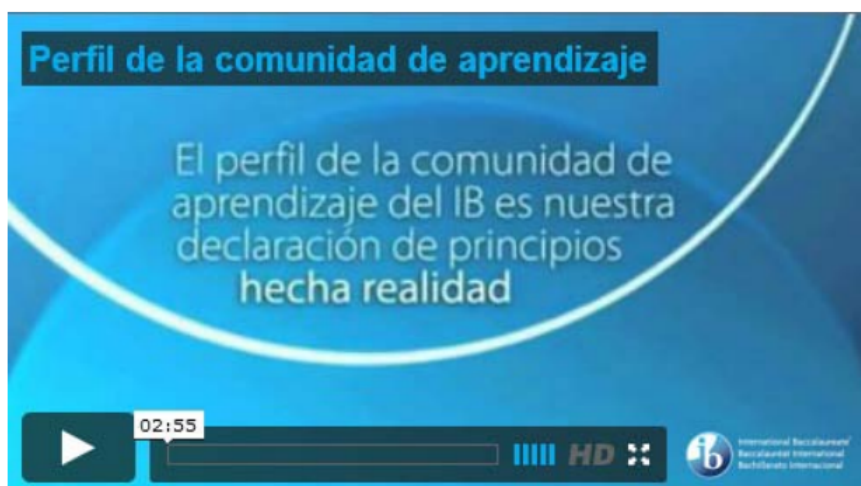 Perfil de la comunidad de aprendizaje
El perfil de la comunidad de
aprendizaje del IB es nuestra
declaración de principios
hecha realidad
02:55
HD
ib
International Baccalaureate
Baccalauréat International
Bachillerato Internacional